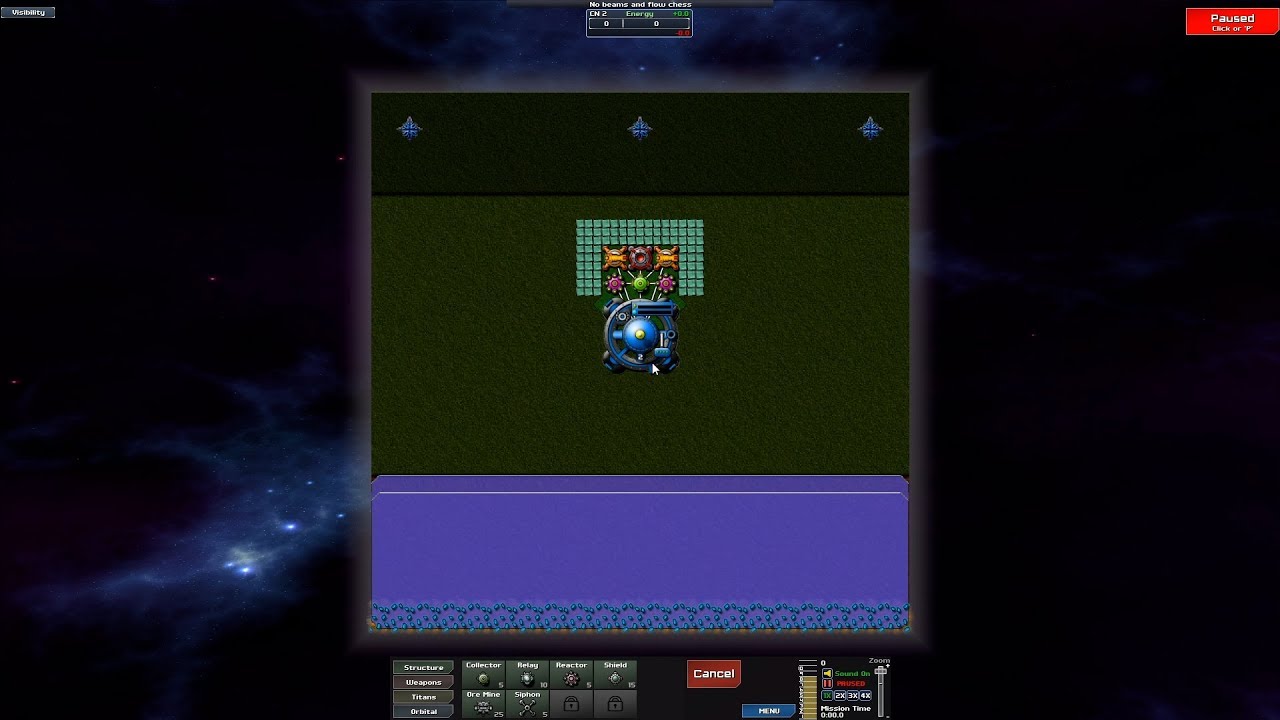 Visibility
No beams and flow chess
CN 2 Energy +0.0
0 0
-0.0
Paused
Click or 'P'
2
Structure
Weapons
Titans
Orbital
Collector 5
Relay 10
Reactor 5
Shield 15
Ore Mine 25
Siphon 5
Cancel
MENU
0
Sound On
PAUSED
1X 2X 3X 4X
Mission Time
0:00.0
Zoom
+
-